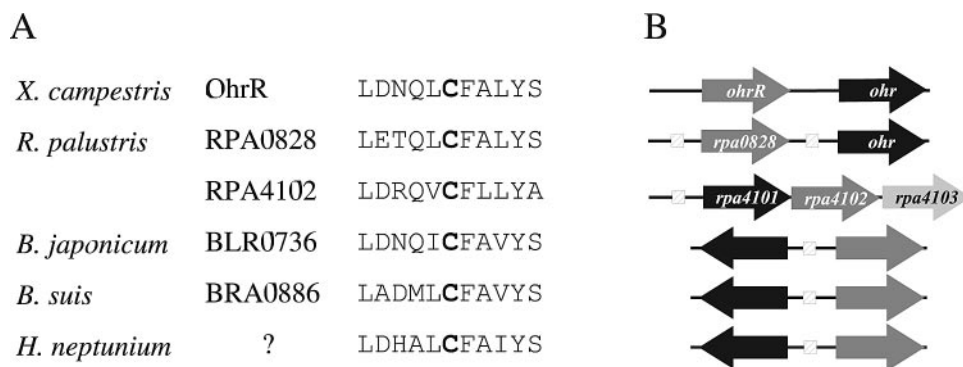 A B
X. campestris OhrR LDNQLCFALYS ohrR ohr
R. palustris RPA0828 LETQLCFALYS rpa0828 ohr
RPA4102 LDRQVCFLLYA rpa4101 rpa4102 rpa4103
B. japonicum BLR0736 LDNQICFAVYS
B. suis BRA0886 LADMLCFAVYS
H. neptunium ? LDHALCFAIYS